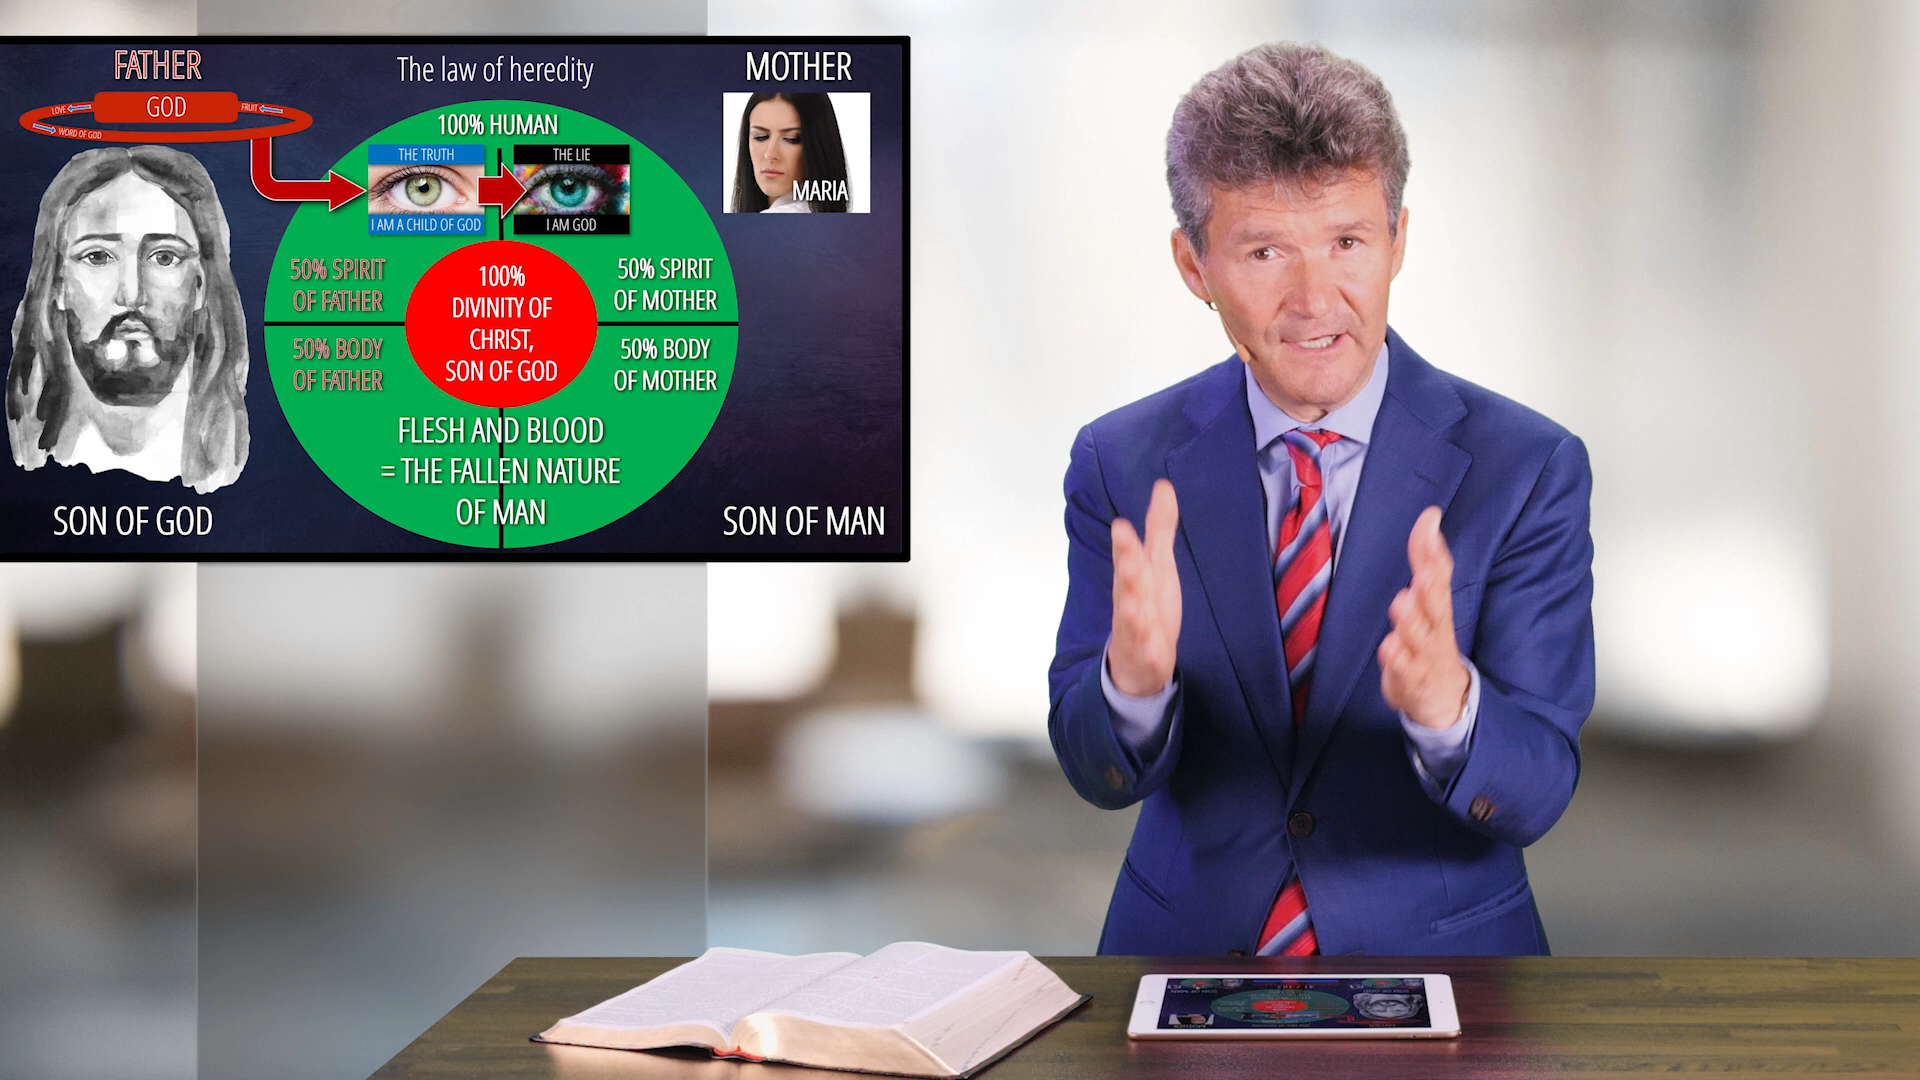 FATHER
The law of heredity
MOTHER
GOD
LOVE
FRUIT
WORD OF GOD
100% HUMAN
THE TRUTH
THE LIE
MARIA
I AM A CHILD OF GOD
I AM GOD
50% SPIRIT
OF FATHER
100%
DIVINITY OF
CHRIST,
SON OF GOD
50% SPIRIT
OF MOTHER
50% BODY
OF FATHER
50% BODY
OF MOTHER
FLESH AND BLOOD
= THE FALLEN NATURE
OF MAN
SON OF GOD
SON OF MAN